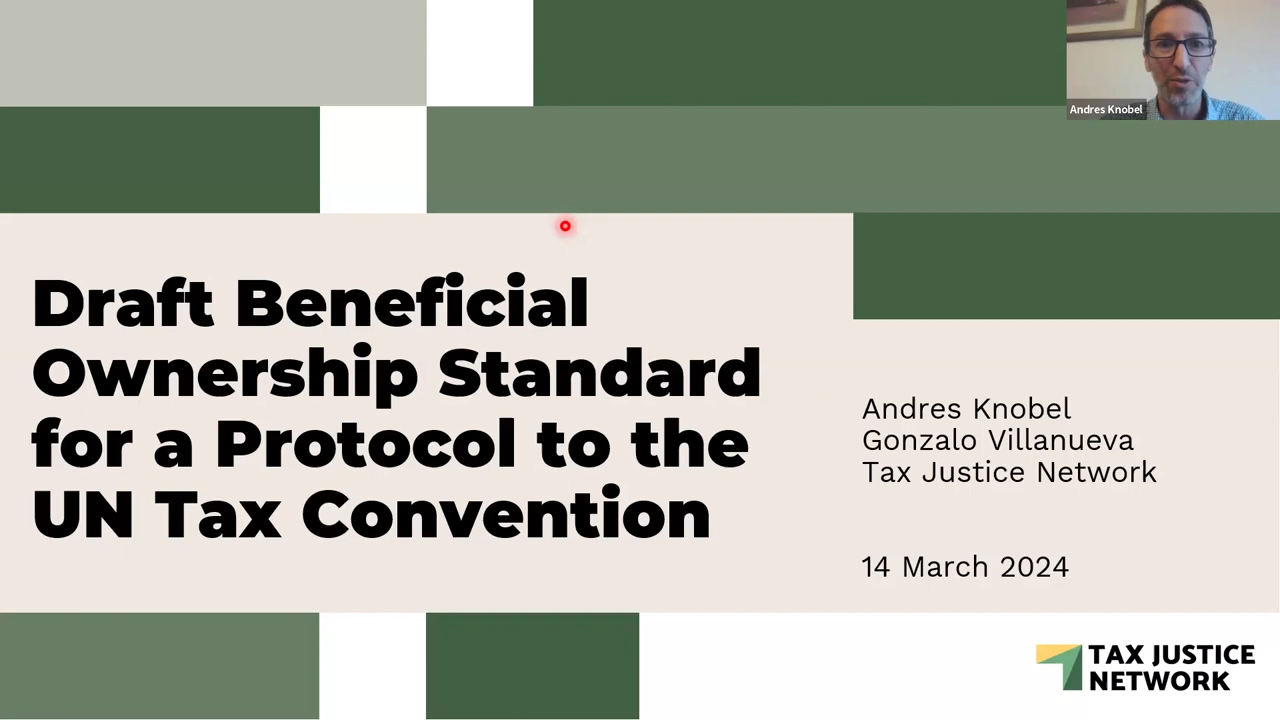 Andres Knobel
Draft Beneficial
Ownership Standard
for a Protocol to the
UN Tax Convention
Andres Knobel
Gonzalo Villanueva
Tax Justice Network
14 March 2024
TAX JUSTICE
NETWORK